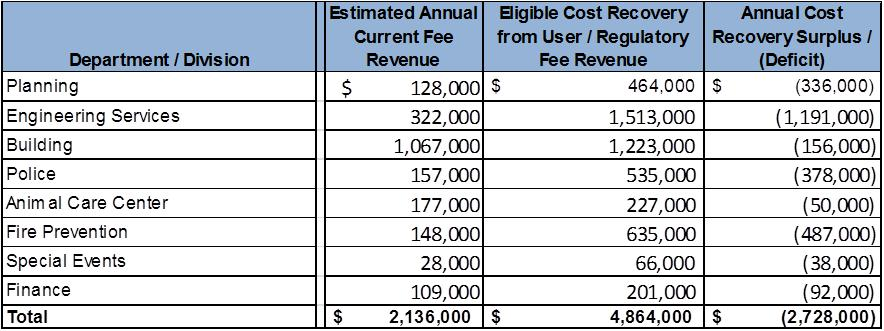 Department / Division | Estimated Annual Current Fee Revenue | Eligible Cost Recovery from User / Regulatory Fee Revenue | Annual Cost Recovery Surplus / (Deficit)
Planning $ 128,000 $ 464,000 $ (336,000)
Engineering Services 322,000 1,513,000 (1,191,000)
Building 1,067,000 1,223,000 (156,000)
Police 157,000 535,000 (378,000)
Animal Care Center 177,000 227,000 (50,000)
Fire Prevention 148,000 635,000 (487,000)
Special Events 28,000 66,000 (38,000)
Finance 109,000 201,000 (92,000)
Total $ 2,136,000 $ 4,864,000 $ (2,728,000)